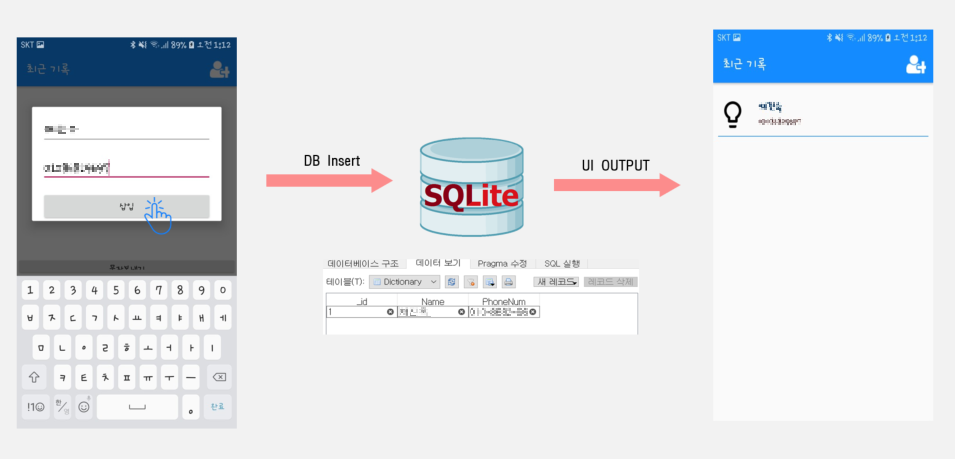 SKT 89% 오전 1:12
최근 기록
1 2 3 4 5 6 7 8 9 0
ㅂ ㅈ ㄷ ㄱ ㅅ ㅛ ㅕ ㅑ ㅐ ㅔ
ㅁ ㄴ ㅇ ㄹ ㅎ ㅗ ㅓ ㅏ ㅣ
ㅋ ㅌ ㅊ ㅍ ㅠ ㅜ ㅡ
!1☺ 한/영 . 완료
DB Insert
SQLite
데이터베이스 구조 데이터 보기 Pragma 수정 SQL 실행
테이블(T): Dictionary 새 레코드 레코드 삭제
_id Name PhoneNum
1
UI OUTPUT
SKT 89% 오전 1:12
최근 기록